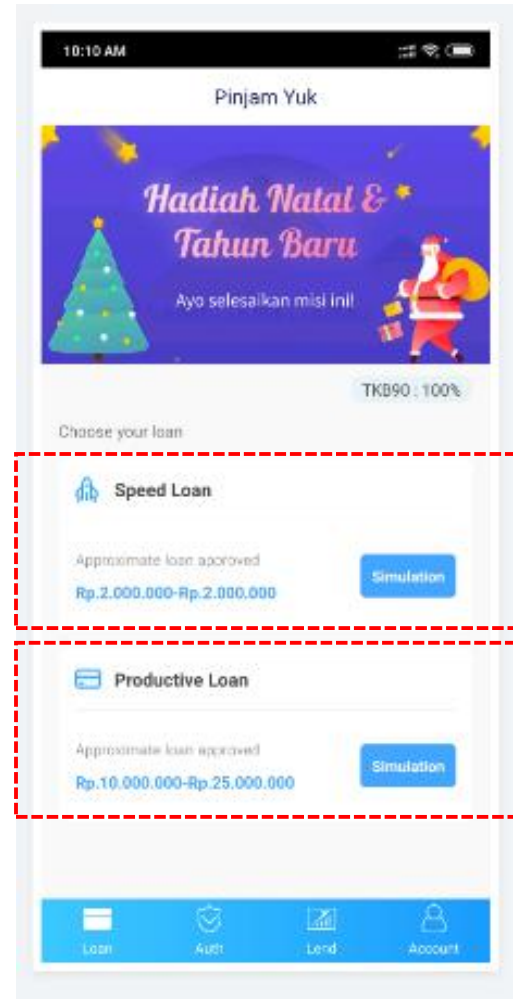 10:10 AM
Pinjam Yuk
Hadiah Natal &
Tahun Baru
Ayo selesaikan misi ini!
TKB90 : 100%
Choose your loan
Speed Loan
Approximate loan approved
Simulation
Rp.2.000.000-Rp.2.000.000
Productive Loan
Approximate loan approved
Simulation
Rp.10.000.000-Rp.25.000.000
Loan Auth Lend Account